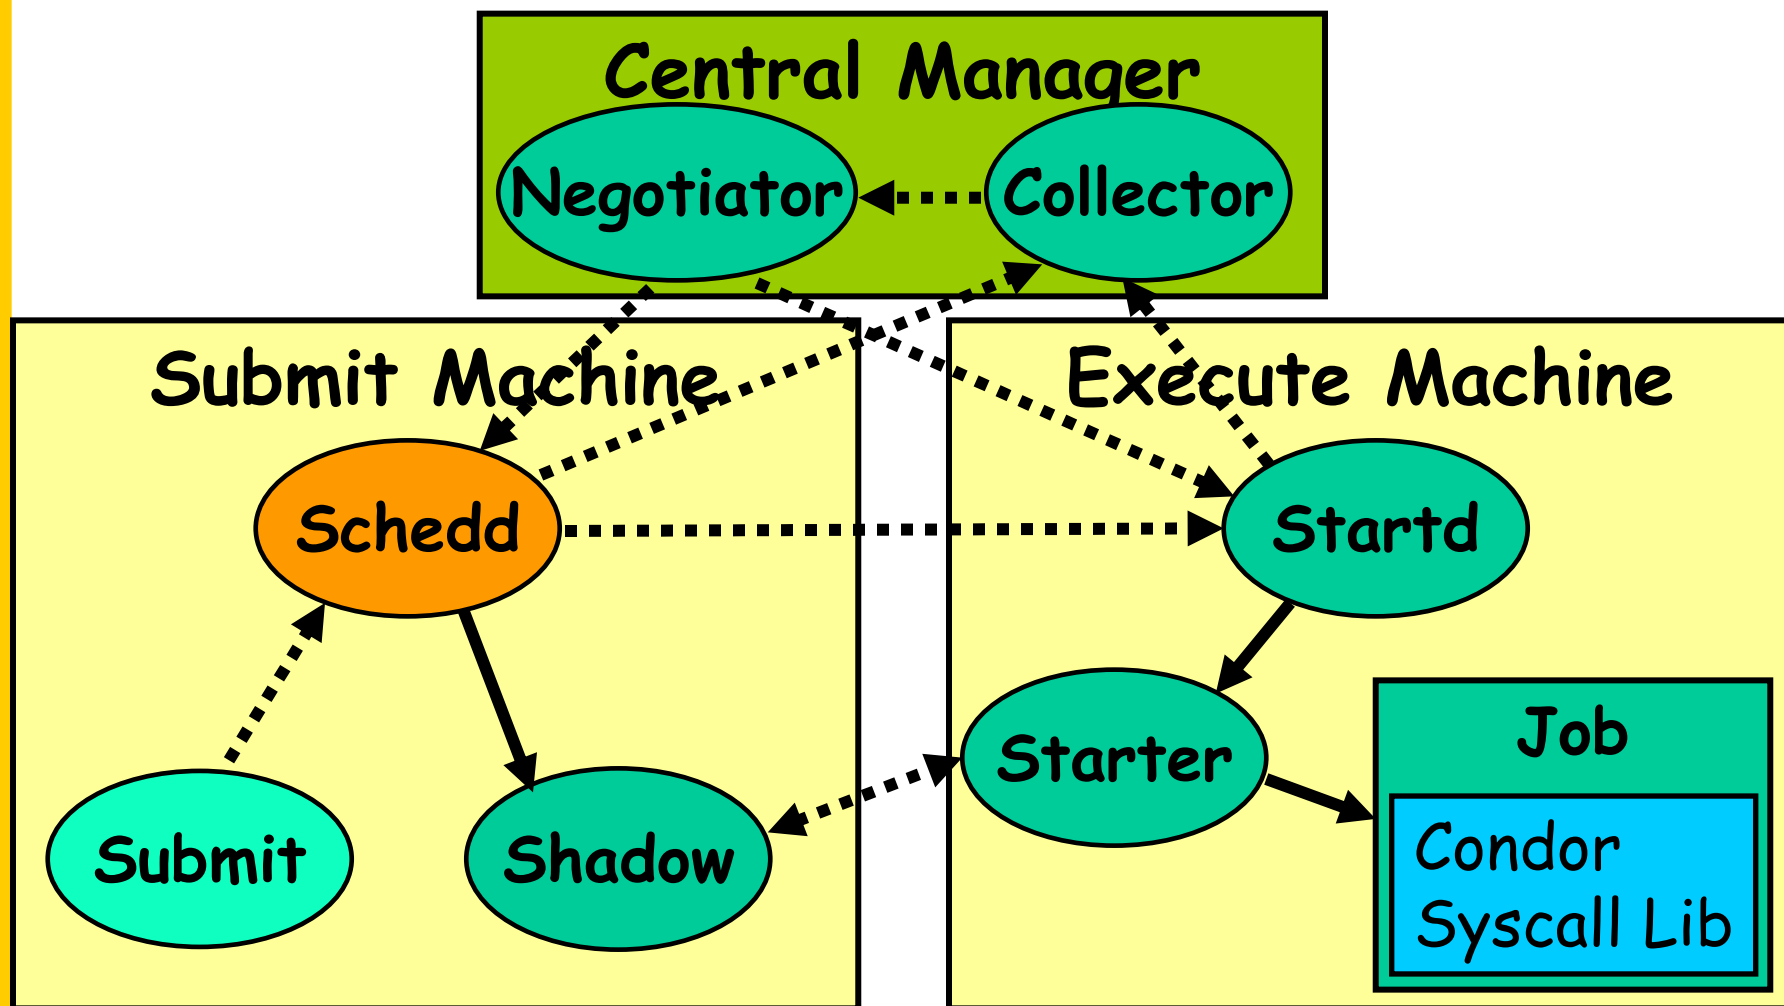 Central Manager
Negotiator
Collector
Submit Machine
Execute Machine
Schedd
Startd
Starter
Job
Submit
Shadow
Condor
Syscall Lib